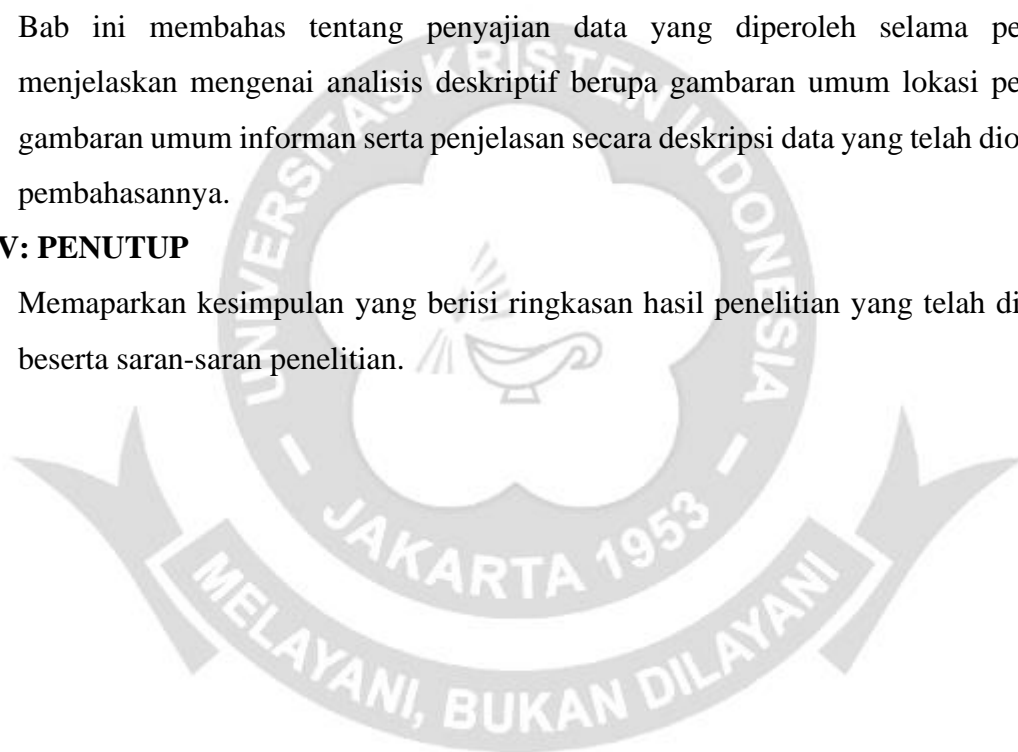 Bab ini membahas tentang penyajian data yang diperoleh selama pe
menjelaskan mengenai analisis deskriptif berupa gambaran umum lokasi pe
gambaran umum informan serta penjelasan secara deskripsi data yang telah dio
pembahasannya.
V: PENUTUP
Memaparkan kesimpulan yang berisi ringkasan hasil penelitian yang telah di
beserta saran-saran penelitian.
UNIVERSITAS KRISTEN INDONESIA
- JAKARTA 1953 -
MELAYANI, BUKAN DILAYANI